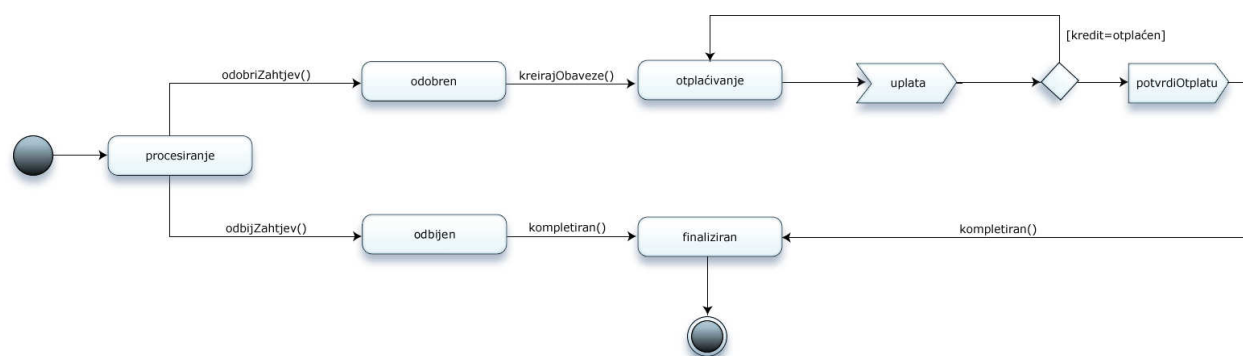 [kredit=otplaćen]
odobriZahtjev()
odobren
kreirajObaveze()
otplaćivanje
uplata
potvrdiOtplatu
procesiranje
odbijZahtjev()
odbijen
kompletiran()
finaliziran
kompletiran()